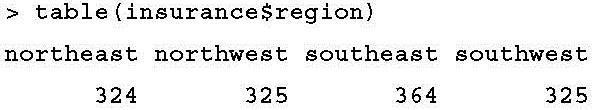 > table(insurance$region)
northeast northwest southeast southwest
324 325 364 325